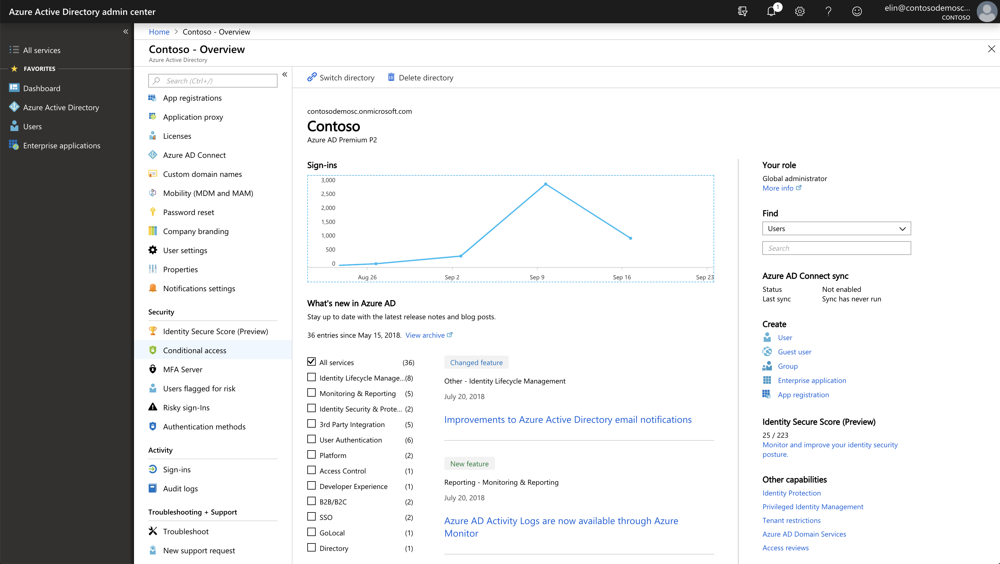 Azure Active Directory admin center
1
elin@contosodemosc...
CONTOSO
All services
FAVORITES
Dashboard
Azure Active Directory
Users
Enterprise applications
Home > Contoso - Overview
Contoso - Overview
Azure Active Directory
Search (Ctrl+/)
App registrations
Application proxy
Licenses
Azure AD Connect
Custom domain names
Mobility (MDM and MAM)
Password reset
Company branding
User settings
Properties
Notifications settings
Security
Identity Secure Score (Preview)
Conditional access
MFA Server
Users flagged for risk
Risky sign-Ins
Authentication methods
Activity
Sign-ins
Audit logs
Troubleshooting + Support
Troubleshoot
New support request
Switch directory
Delete directory
contosodemosc.onmicrosoft.com
Contoso
Azure AD Premium P2
Sign-ins
3,000
2,500
2,000
1,500
1,000
500
0
Aug 26
Sep 2
Sep 9
Sep 16
Sep 23
What's new in Azure AD
Stay up to date with the latest release notes and blog posts.
36 entries since May 15, 2018. View archive
All services (36)
Identity Lifecycle Manage...(8)
Monitoring & Reporting (5)
Identity Security & Prote... (2)
3rd Party Integration (5)
User Authentication (6)
Platform (2)
Access Control (1)
Developer Experience (1)
B2B/B2C (2)
SSO (2)
GoLocal (1)
Directory (1)
Changed feature
Other - Identity Lifecycle Management
July 20, 2018
Improvements to Azure Active Directory email notifications
New feature
Reporting - Monitoring & Reporting
July 20, 2018
Azure AD Activity Logs are now available through Azure
Monitor
Your role
Global administrator
More info
Find
Users
Search
Azure AD Connect sync
Status Not enabled
Last sync Sync has never run
Create
User
Guest user
Group
Enterprise application
App registration
Identity Secure Score (Preview)
25 / 223
Monitor and improve your identity security
posture.
Other capabilities
Identity Protection
Privileged Identity Management
Tenant restrictions
Azure AD Domain Services
Access reviews